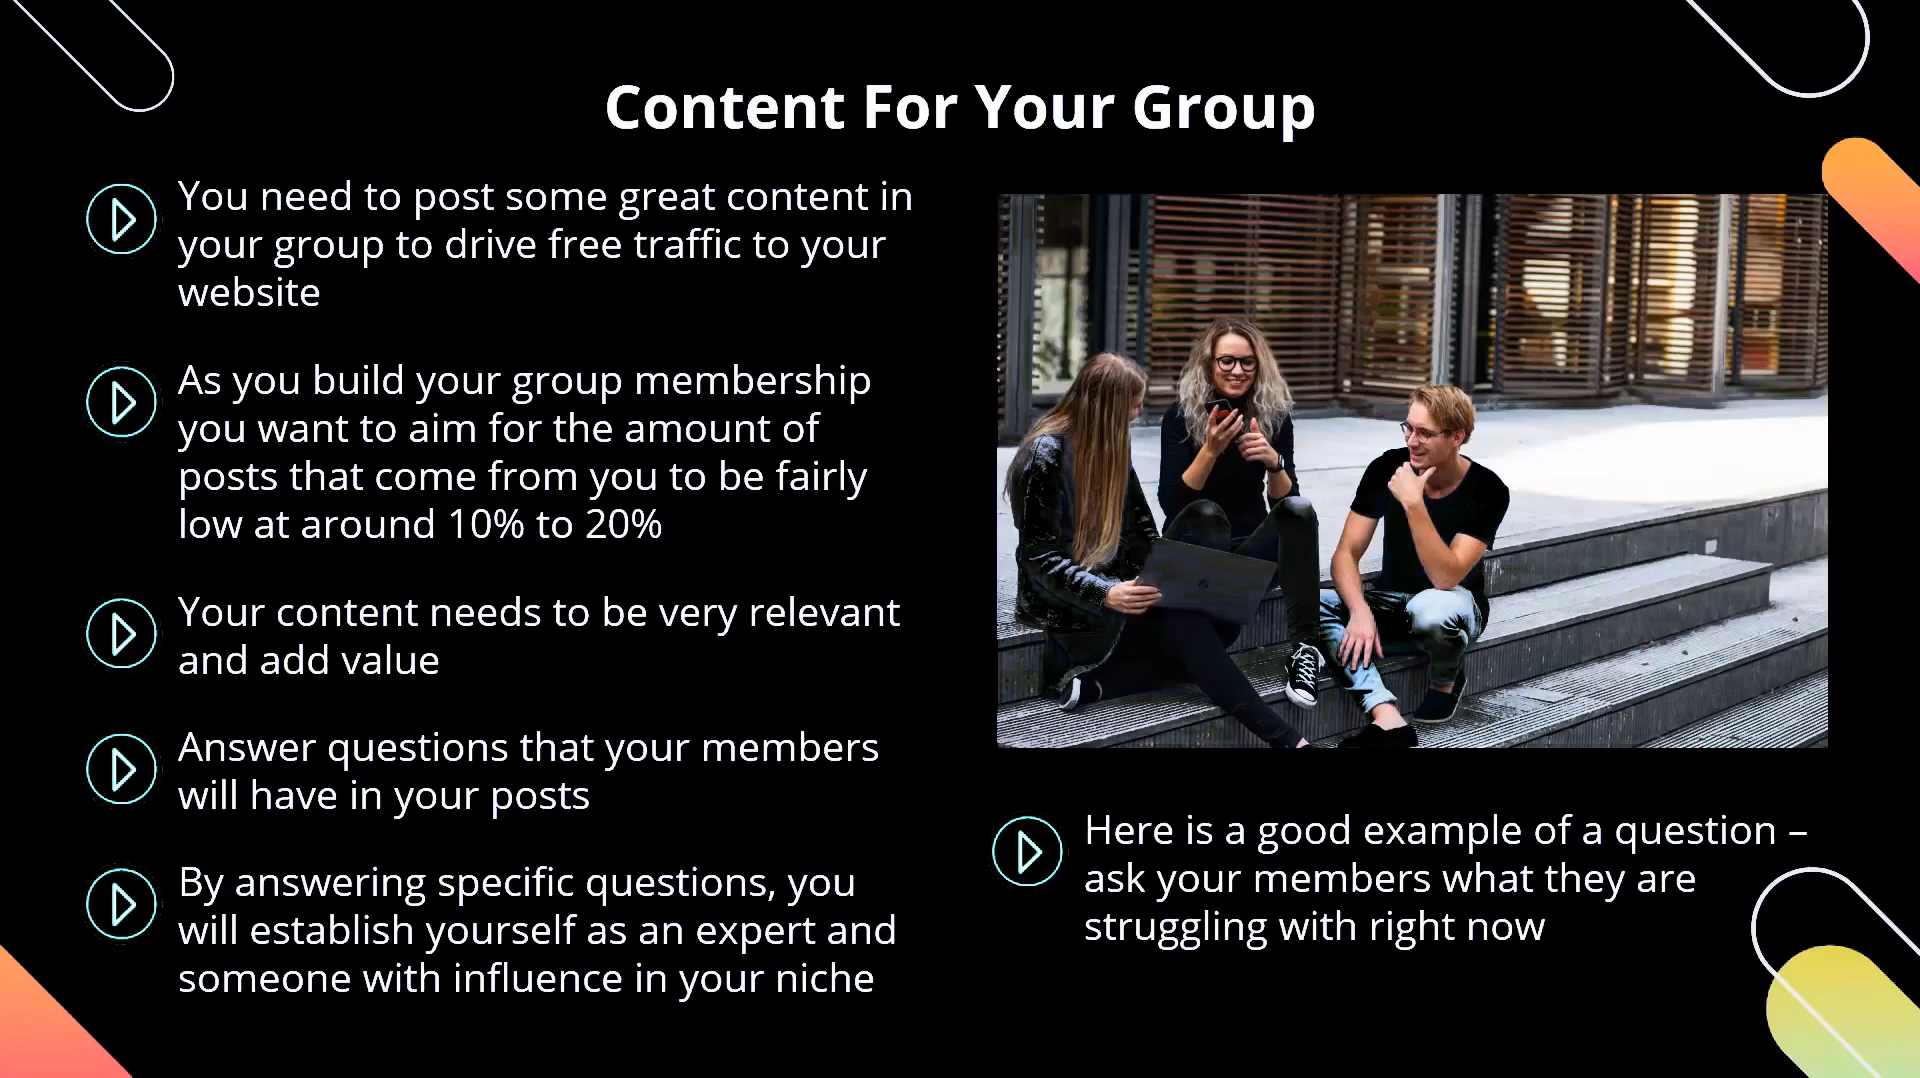 Content For Your Group
You need to post some great content in
your group to drive free traffic to your
website
As you build your group membership
you want to aim for the amount of
posts that come from you to be fairly
low at around 10% to 20%
Your content needs to be very relevant
and add value
Answer questions that your members
will have in your posts
By answering specific questions, you
will establish yourself as an expert and
someone with influence in your niche
Here is a good example of a question –
ask your members what they are
struggling with right now